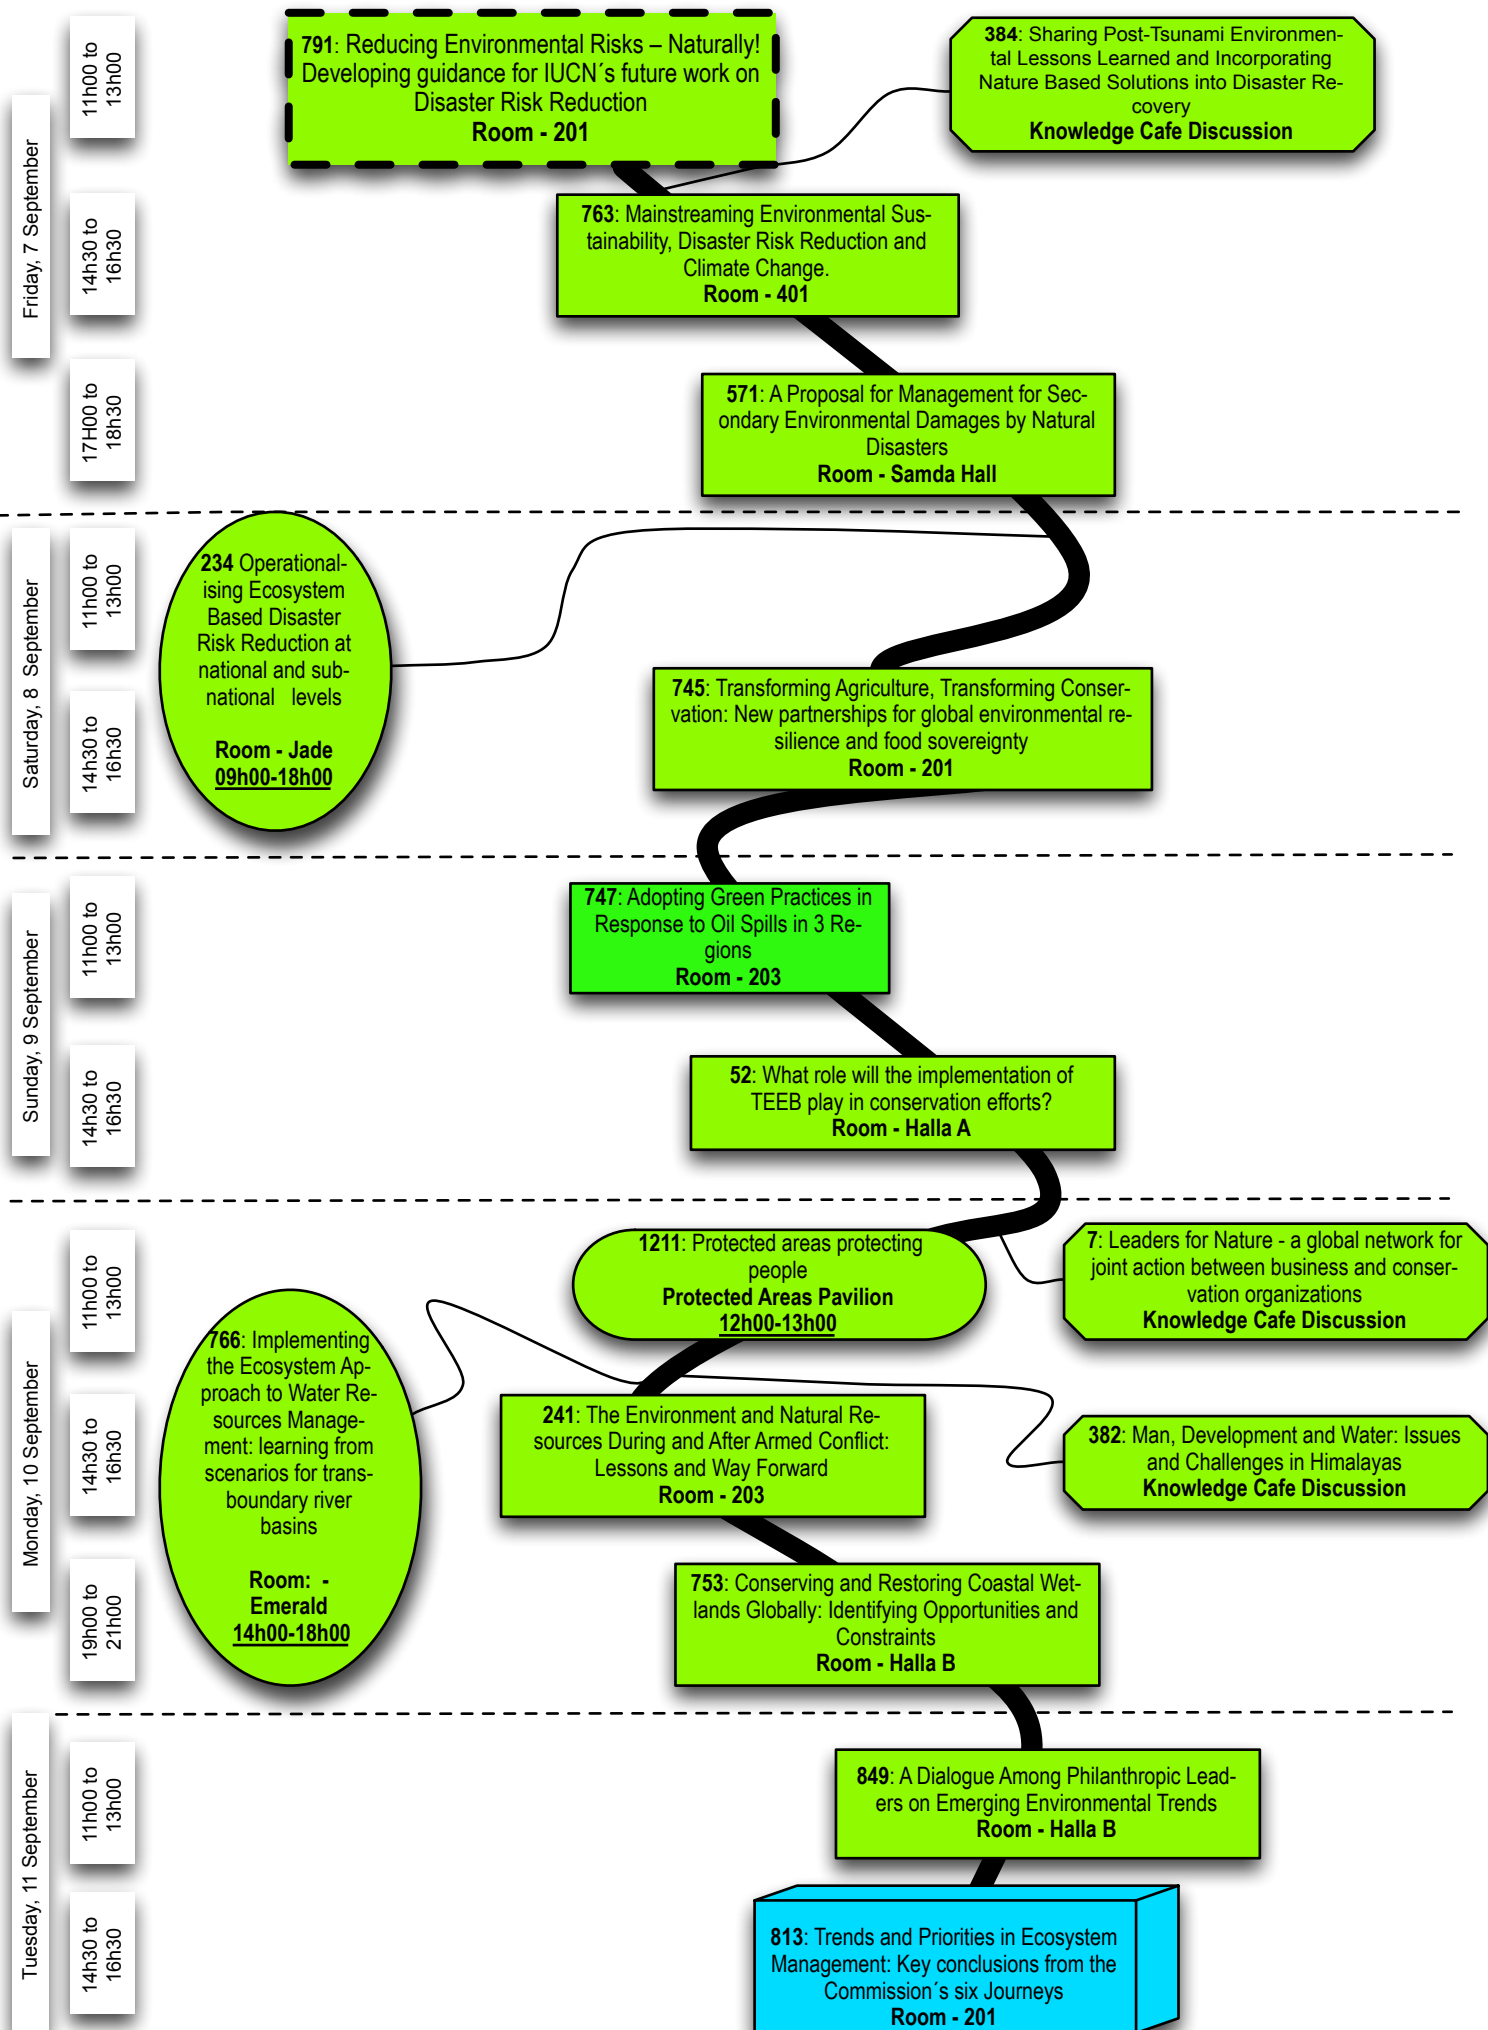 Friday, 7 September
11h00 to
13h00
791: Reducing Environmental Risks – Naturally!
Developing guidance for IUCN´s future work on
Disaster Risk Reduction
Room - 201
384: Sharing Post-Tsunami Environmen-
tal Lessons Learned and Incorporating
Nature Based Solutions into Disaster Re-
covery
Knowledge Cafe Discussion
14h30 to
16h30
763: Mainstreaming Environmental Sus-
tainability, Disaster Risk Reduction and
Climate Change.
Room - 401
17H00 to
18h30
571: A Proposal for Management for Sec-
ondary Environmental Damages by Natural
Disasters
Room - Samda Hall
Saturday, 8 September
11h00 to
13h00
234 Operational-
ising Ecosystem
Based Disaster
Risk Reduction at
national and sub-
national levels
Room - Jade
09h00-18h00
14h30 to
16h30
745: Transforming Agriculture, Transforming Conser-
vation: New partnerships for global environmental re-
silience and food sovereignty
Room - 201
Sunday, 9 September
11h00 to
13h00
747: Adopting Green Practices in
Response to Oil Spills in 3 Re-
gions
Room - 203
14h30 to
16h30
52: What role will the implementation of
TEEB play in conservation efforts?
Room - Halla A
Monday, 10 September
11h00 to
13h00
1211: Protected areas protecting
people
Protected Areas Pavilion
12h00-13h00
7: Leaders for Nature - a global network for
joint action between business and conser-
vation organizations
Knowledge Cafe Discussion
766: Implementing
the Ecosystem Ap-
proach to Water Re-
sources Manage-
ment: learning from
scenarios for trans-
boundary river
basins
Room: -
Emerald
14h00-18h00
14h30 to
16h30
241: The Environment and Natural Re-
sources During and After Armed Conflict:
Lessons and Way Forward
Room - 203
382: Man, Development and Water: Issues
and Challenges in Himalayas
Knowledge Cafe Discussion
19h00 to
21h00
753: Conserving and Restoring Coastal Wet-
lands Globally: Identifying Opportunities and
Constraints
Room - Halla B
Tuesday, 11 September
11h00 to
13h00
849: A Dialogue Among Philanthropic Lead-
ers on Emerging Environmental Trends
Room - Halla B
14h30 to
16h30
813: Trends and Priorities in Ecosystem
Management: Key conclusions from the
Commission´s six Journeys
Room - 201